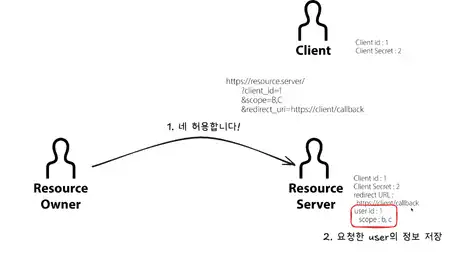 Client
Client id : 1
Client Secret : 2
https://resource.server/
?client_id=1
&scope=B,C
&redirect_uri=https://client/callback
1. 네 허용합니다!
Resource
Owner
Resource
Server
Client id : 1
Client Secret : 2
redirect URL :
https://client/callback
user id : 1
scope : b, c
2. 요청한 user의 정보 저장